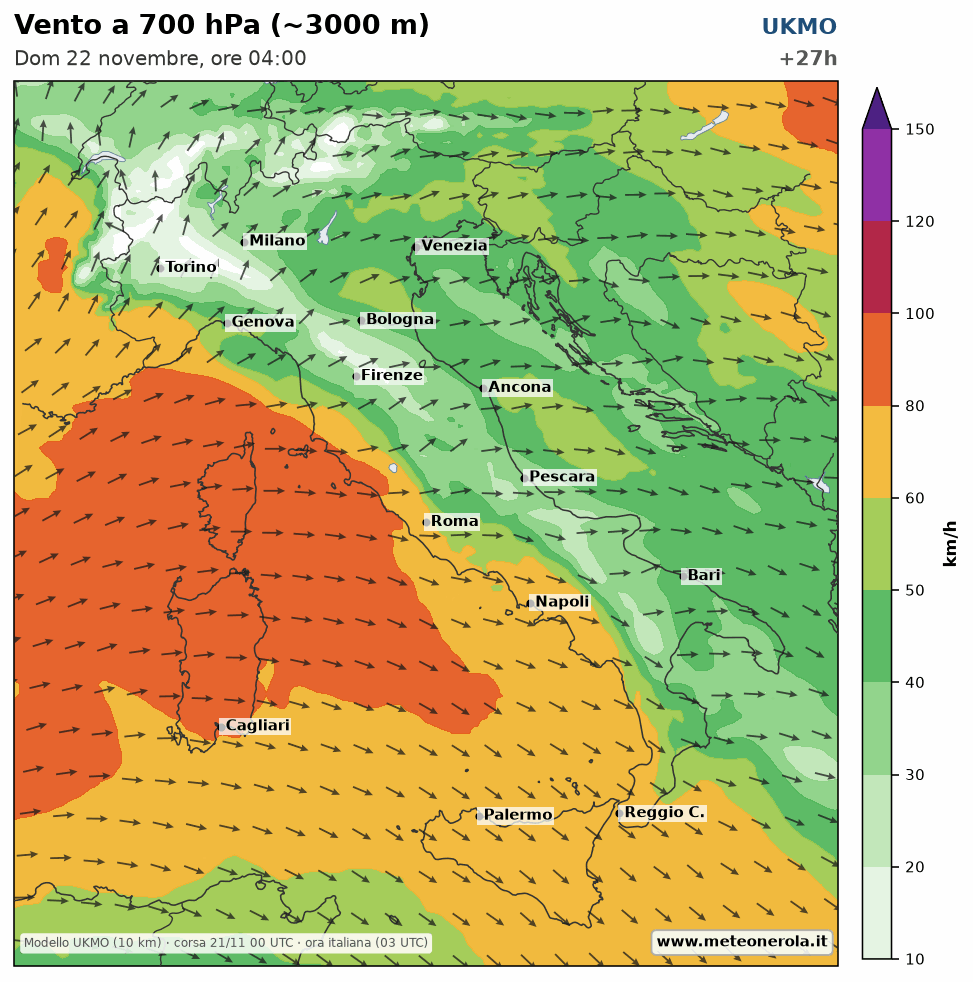 Vento a 700 hPa (~3000 m)
UKMO
Dom 22 novembre, ore 04:00
+27h
150
120
100
80
60
50
40
30
20
10
km/h
Milano
Venezia
Torino
Genova
Bologna
Firenze
Ancona
Pescara
Roma
Bari
Napoli
Cagliari
Palermo
Reggio C.
Modello UKMO (10 km) · corsa 21/11 00 UTC · ora italiana (03 UTC)
www.meteonerola.it